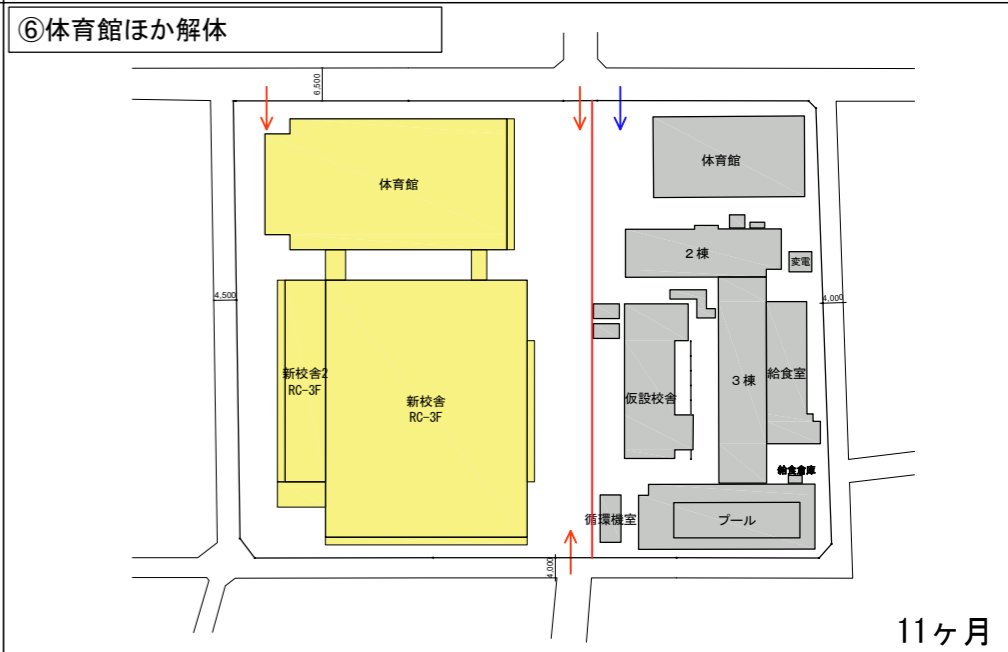 ⑥体育館ほか解体
6,500
体育館
体育館
2棟
変電
4,500
4,000
新校舎2
RC-3F
新校舎
RC-3F
仮設校舎
3棟
給食室
給食倉庫
循環機室
プール
4,000
11ヶ月